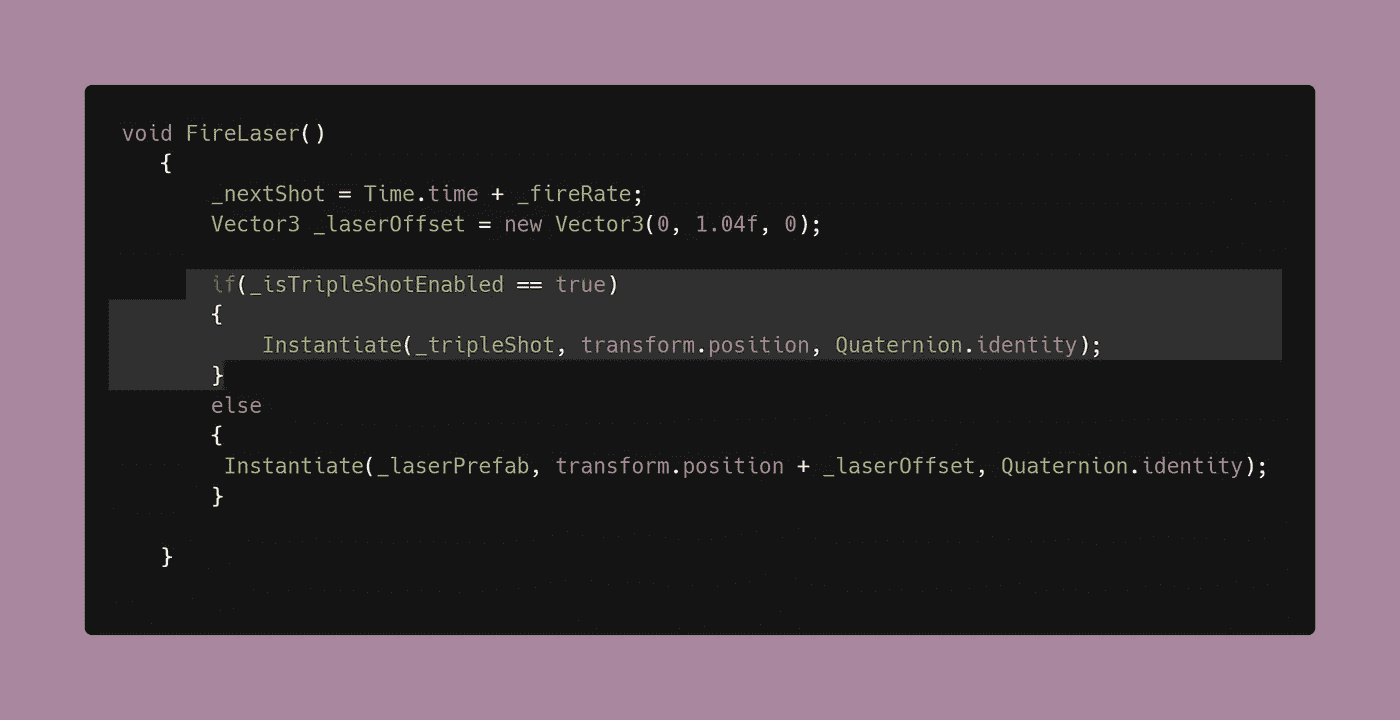 void FireLaser()
{
_nextShot = Time.time + _fireRate;
Vector3 _laserOffset = new Vector3(0, 1.04f, 0);
if(_isTripleShotEnabled == true)
{
Instantiate(_tripleShot, transform.position, Quaternion.identity);
}
else
{
Instantiate(_laserPrefab, transform.position + _laserOffset, Quaternion.identity);
}
}